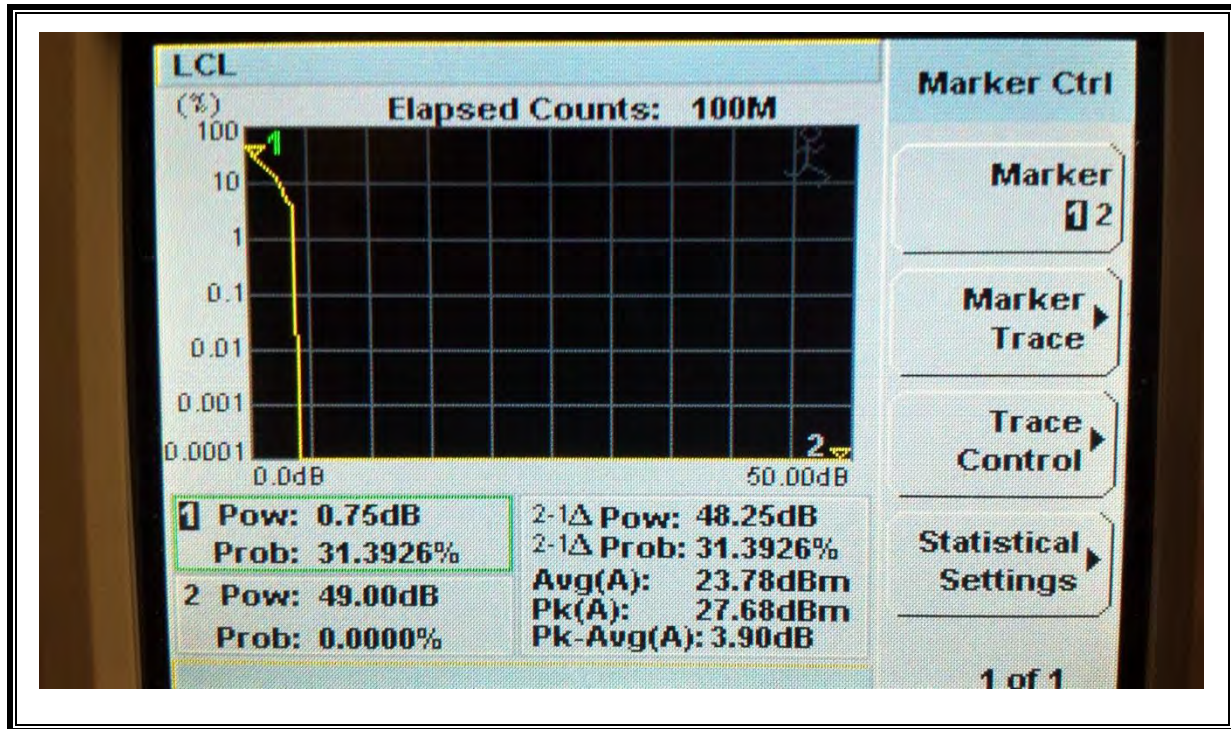 LCL
(%)
Elapsed Counts: 100M
100
10
1
0.1
0.01
0.001
0.0001
1
2
0.0dB
50.00dB
1 Pow: 0.75dB
Prob: 31.3926%
2 Pow: 49.00dB
Prob: 0.0000%
2-1Δ Pow: 48.25dB
2-1Δ Prob: 31.3926%
Avg(A): 23.78dBm
Pk(A): 27.68dBm
Pk-Avg(A): 3.90dB
Marker Ctrl
Marker
1 2
Marker
Trace
Trace
Control
Statistical
Settings
1 of 1